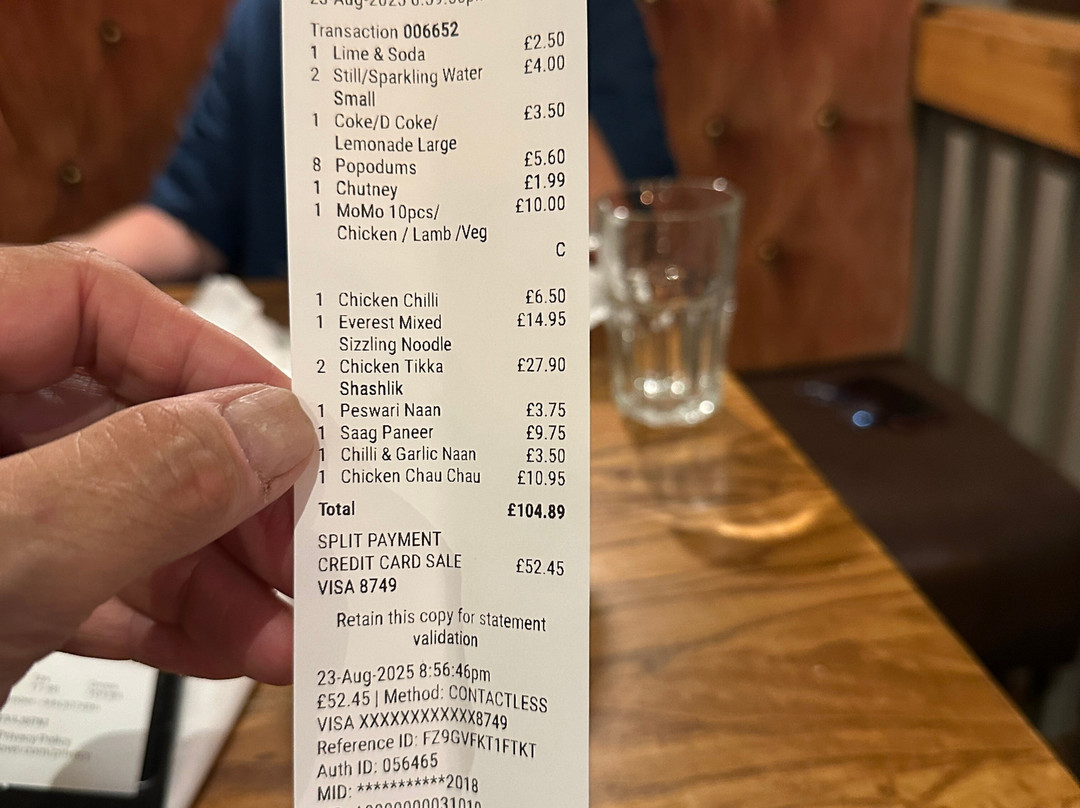 Transaction 006652
1 Lime & Soda £2.50
2 Still/Sparkling Water £4.00
Small
1 Coke/D Coke/ £3.50
Lemonade Large
8 Popodums £5.60
1 Chutney £1.99
1 MoMo 10pcs/ £10.00
Chicken / Lamb /Veg
C
1 Chicken Chilli £6.50
1 Everest Mixed £14.95
Sizzling Noodle
2 Chicken Tikka £27.90
Shashlik
1 Peswari Naan £3.75
1 Saag Paneer £9.75
1 Chilli & Garlic Naan £3.50
1 Chicken Chau Chau £10.95
Total £104.89
SPLIT PAYMENT
CREDIT CARD SALE £52.45
VISA 8749
Retain this copy for statement
validation
23-Aug-2025 8:56:46pm
£52.45 | Method: CONTACTLESS
VISA XXXXXXXXXXXX8749
Reference ID: FZ9GVFKT1FTKT
Auth ID: 056465
MID: ***********2018
Privacy Policy